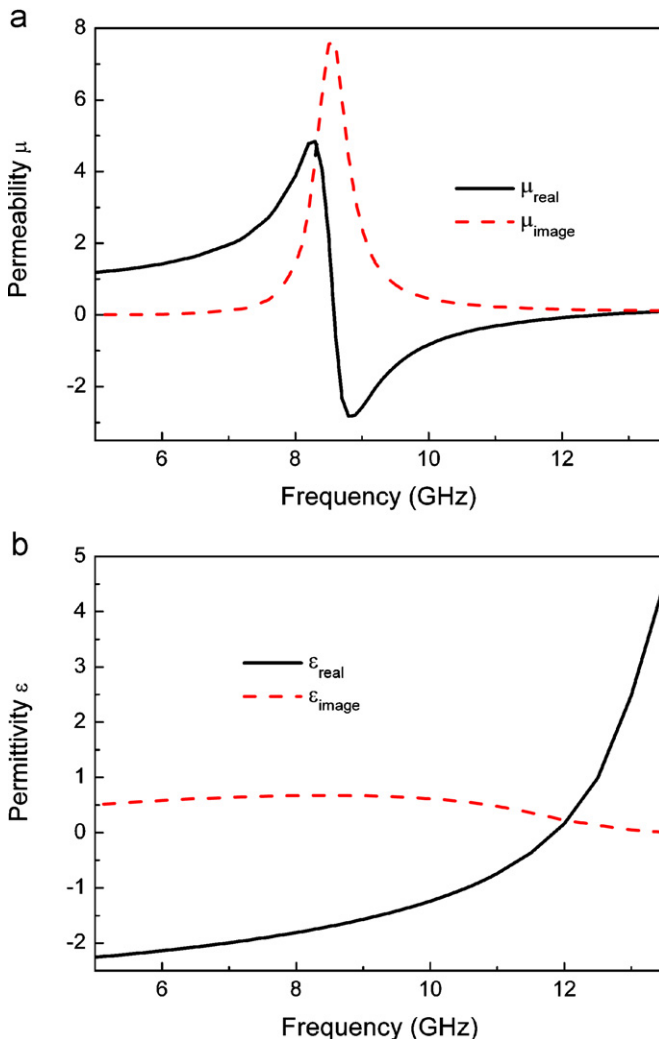 a
8
6
4
2
0
-2
Permeability μ
μreal
μimage
6 8 10 12
Frequency (GHz)
b
5
4
3
2
1
0
-1
-2
Permittivity ε
εreal
εimage
6 8 10 12
Frequency (GHz)